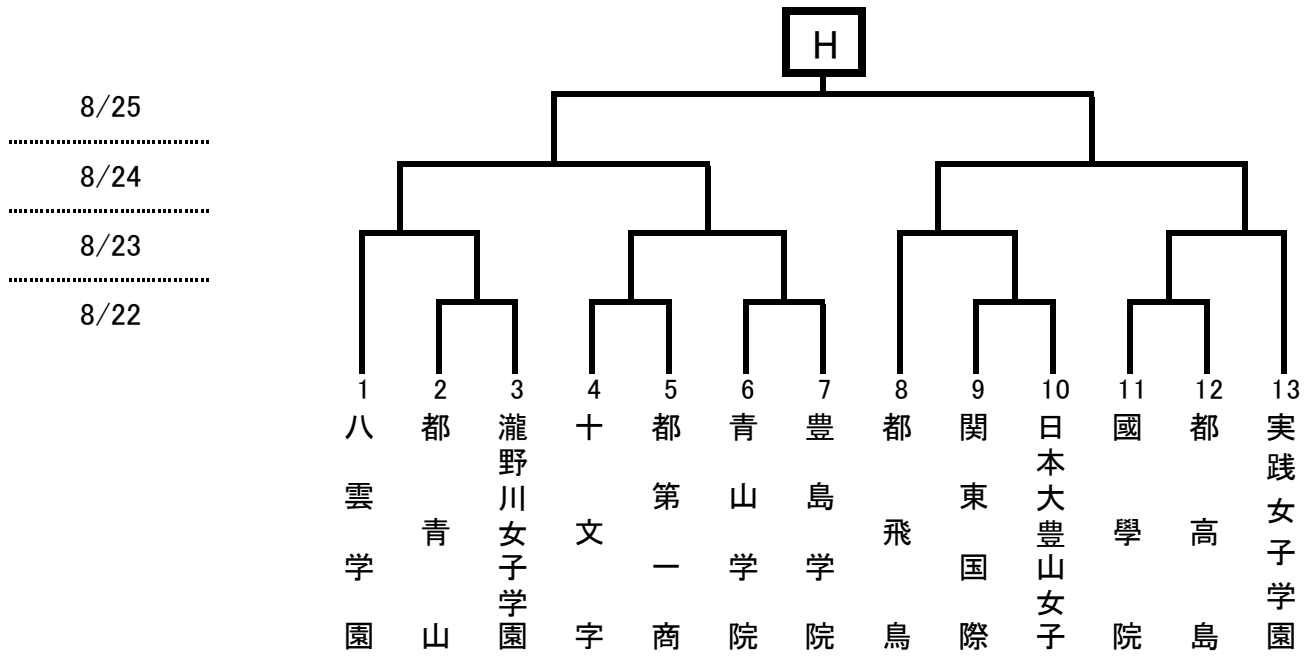 H
8/25
8/24
8/23
8/22
1 2 3 4 5 6 7 8 9 10 11 12 13
八雲学園
都青山
瀧野川女子学園
十文字
都第一商
青山学院
豊島学院
都飛鳥
関東国際
日本大豊山女子
國學院
都高島
実践女子学園